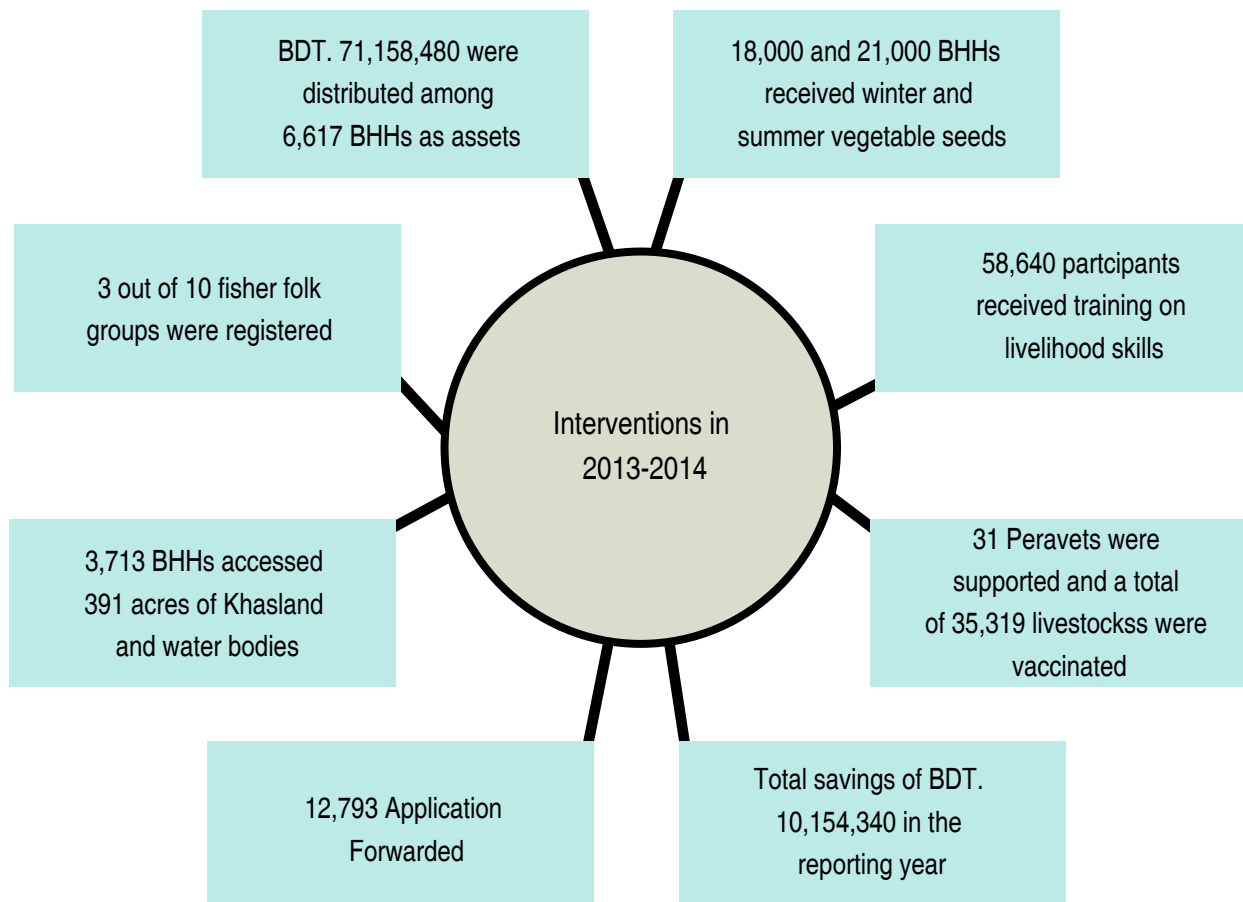 BDT. 71,158,480 were
distributed among
6,617 BHHs as assets
18,000 and 21,000 BHHs
received winter and
summer vegetable seeds
3 out of 10 fisher folk
groups were registered
58,640 partcipants
received training on
livelihood skills
Interventions in
2013-2014
3,713 BHHs accessed
391 acres of Khasland
and water bodies
31 Peravets were
supported and a total
of 35,319 livestockss were
vaccinated
12,793 Application
Forwarded
Total savings of BDT.
10,154,340 in the
reporting year